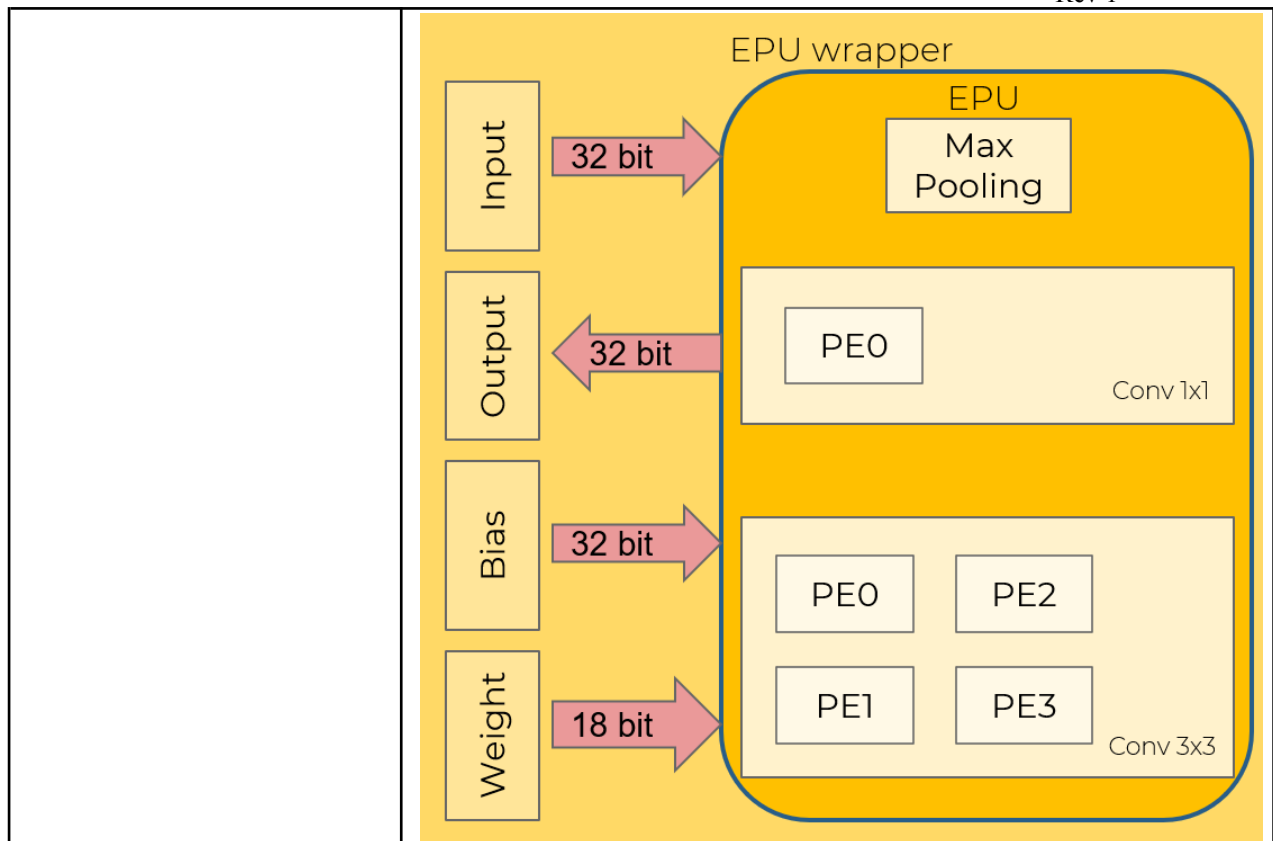 EPU wrapper
EPU
Max
Pooling
Input
32 bit
Output
32 bit
PE0
Conv 1x1
Bias
32 bit
PE0
PE2
Weight
18 bit
PE1
PE3
Conv 3x3